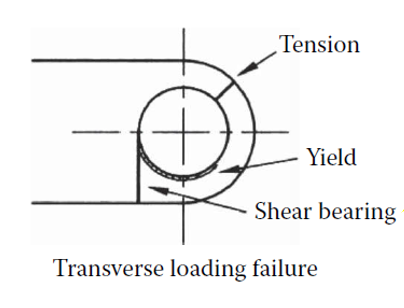 Tension
Yield
Shear bearing
Transverse loading failure